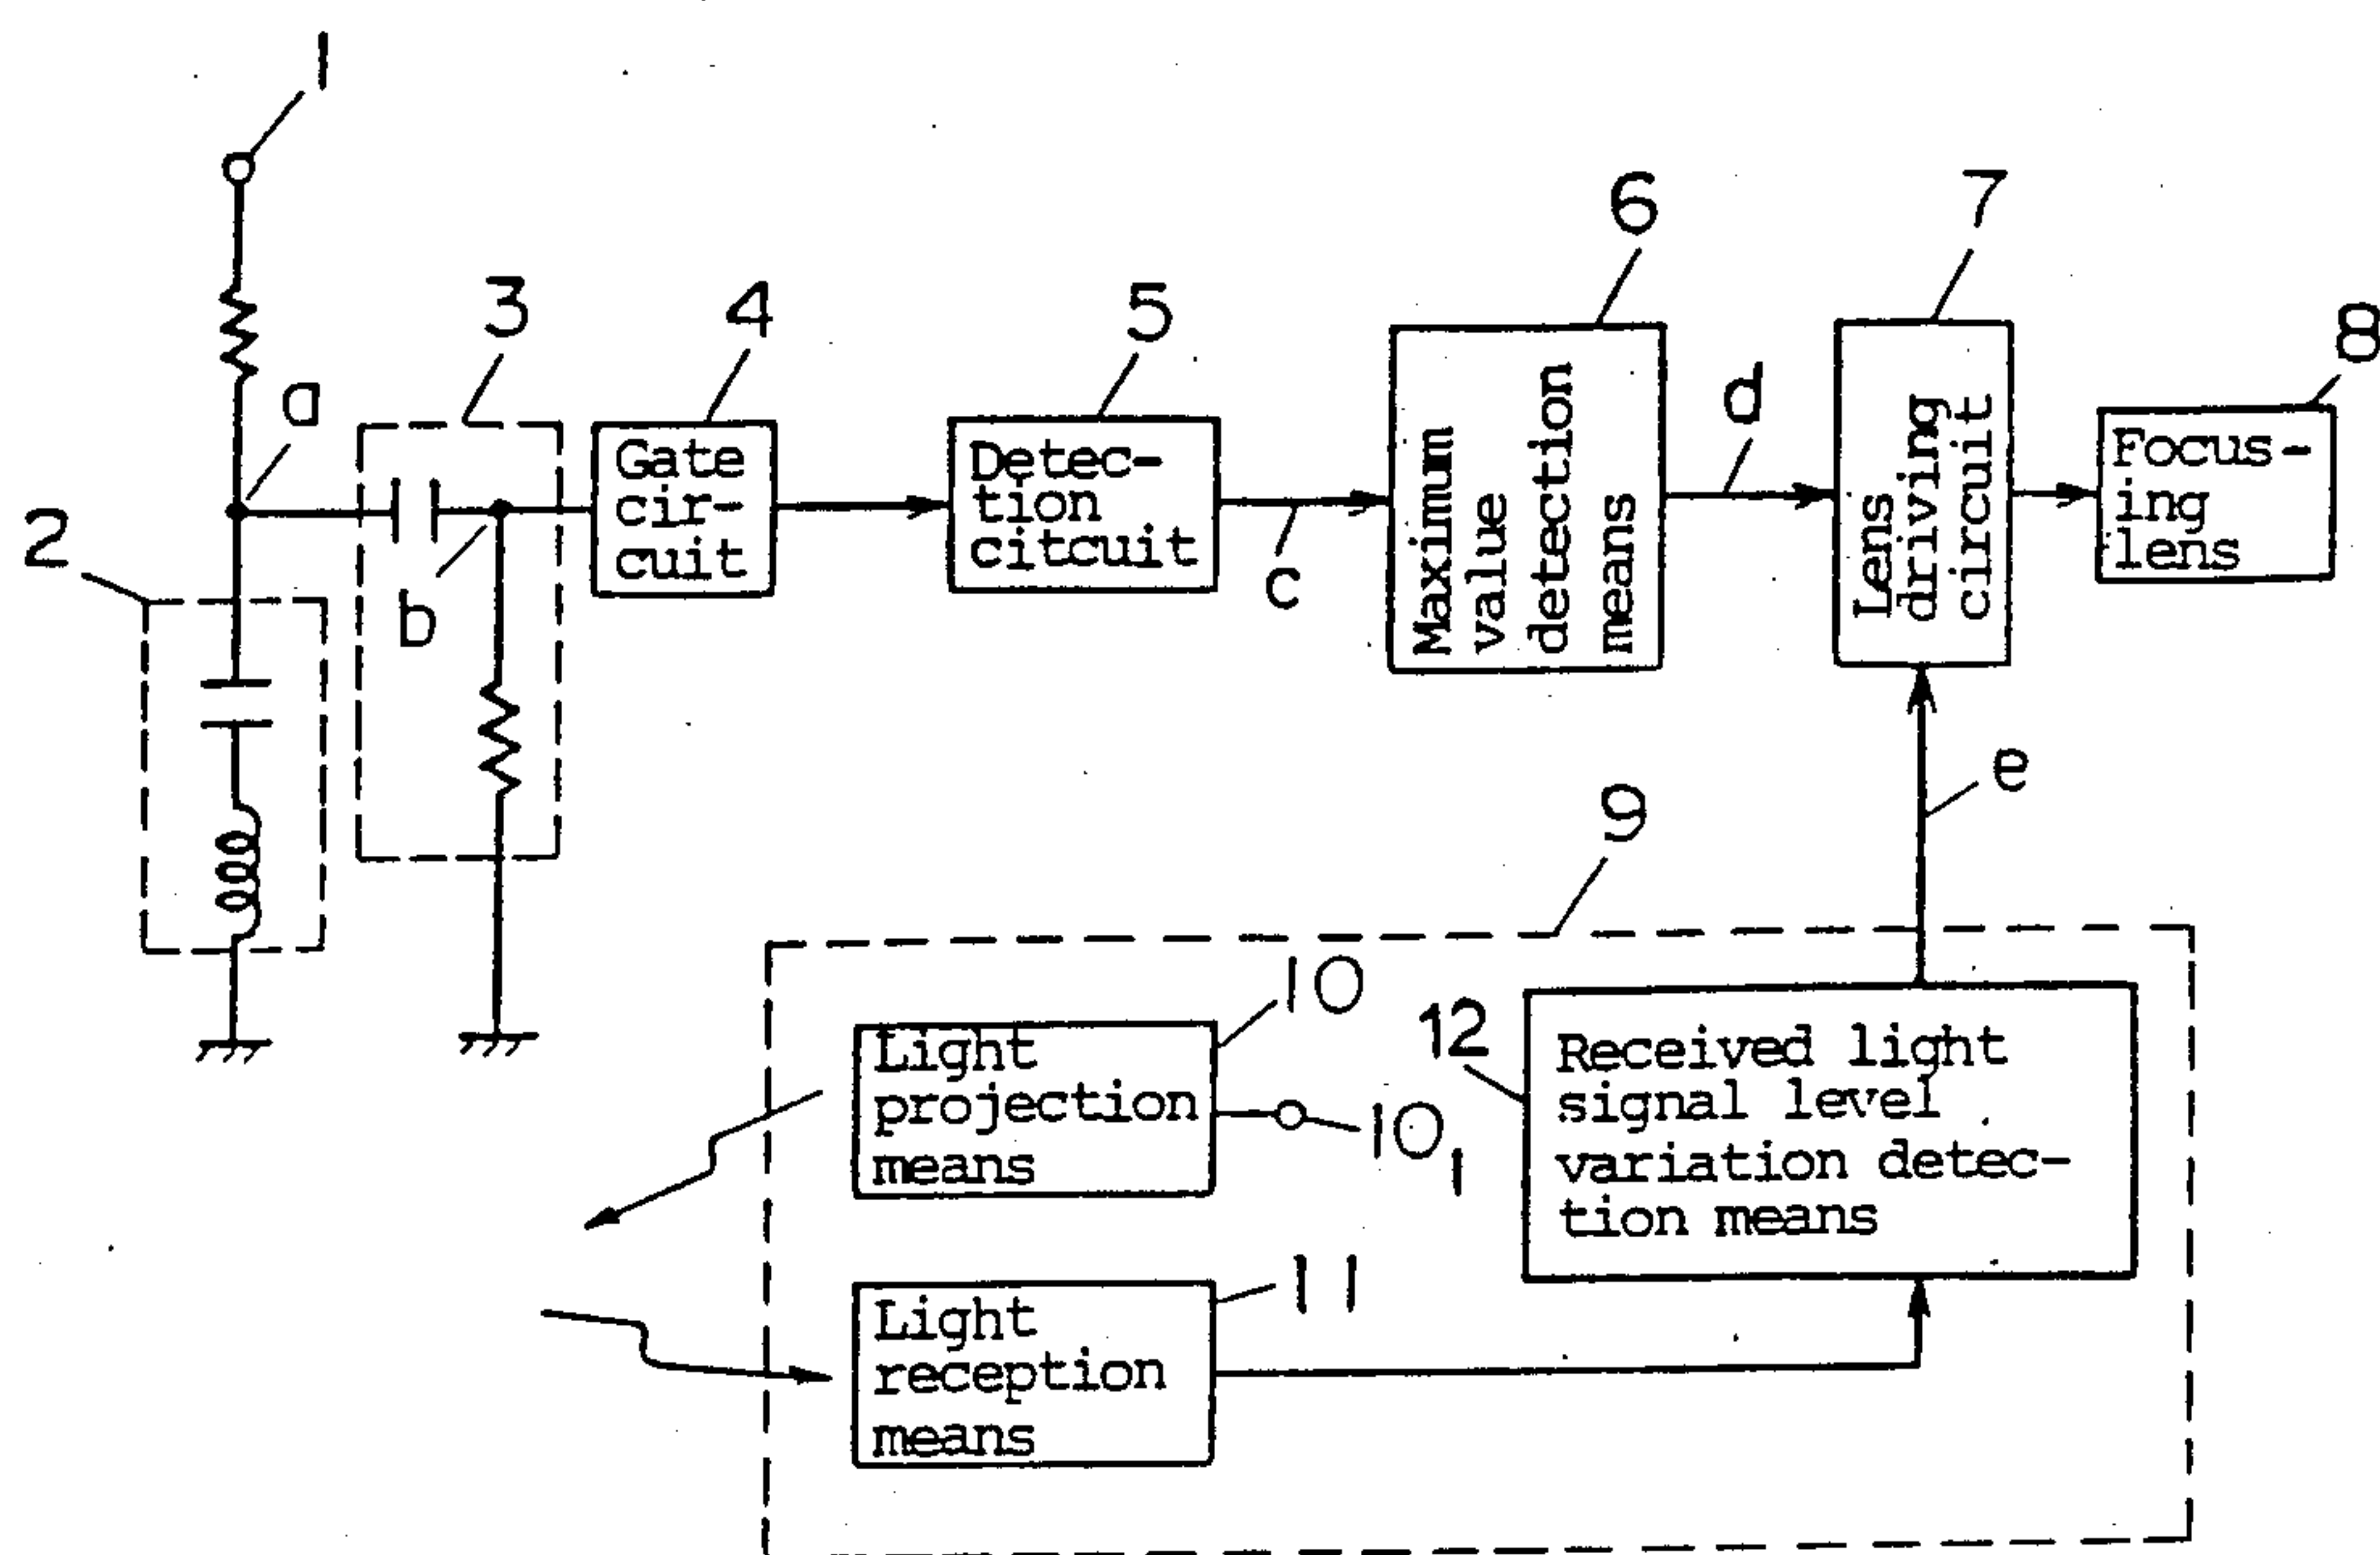 1
2
a
3
b
4
Gate
cir-
cuit
5
Detec-
tion
citcuit
c
6
Maximum
value
detection
means
d
7
Lens
driving
circuit
8
Focus-
ing
lens
e
9
10
Light
projection
means
10₁
11
Light
reception
means
12
Received light
signal level
variation detec-
tion means